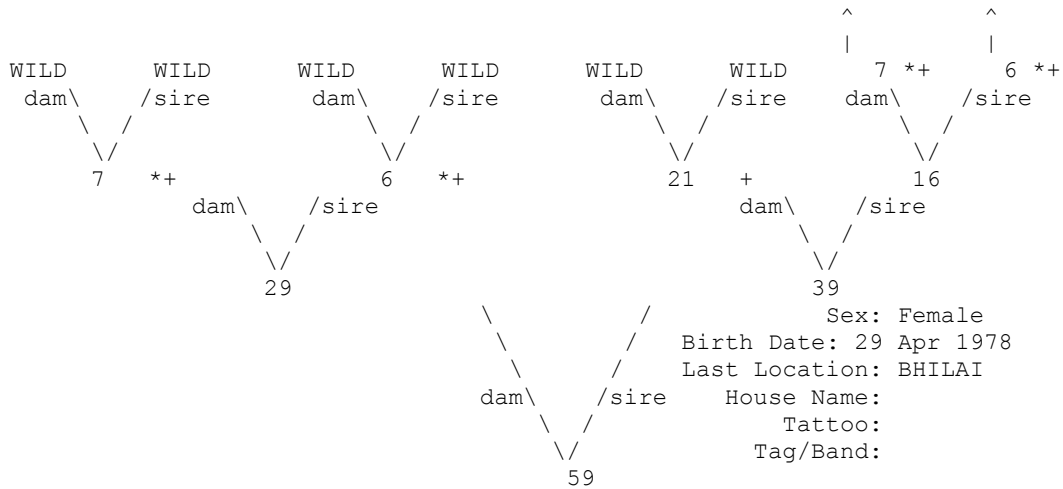 ^ ^
| |
WILD WILD WILD WILD WILD WILD 7 *+ 6 *+
dam\ /sire dam\ /sire dam\ /sire dam\ /sire
\ / \ / \ / \ /
\/ \/ \/ \/
7 *+ 6 *+ 21 + 16
dam\ /sire dam\ /sire
\ / \ /
\/ \/
29 39
\ / Sex: Female
\ / Birth Date: 29 Apr 1978
\ / Last Location: BHILAI
dam\ /sire House Name:
\ / Tattoo:
\/ Tag/Band:
59